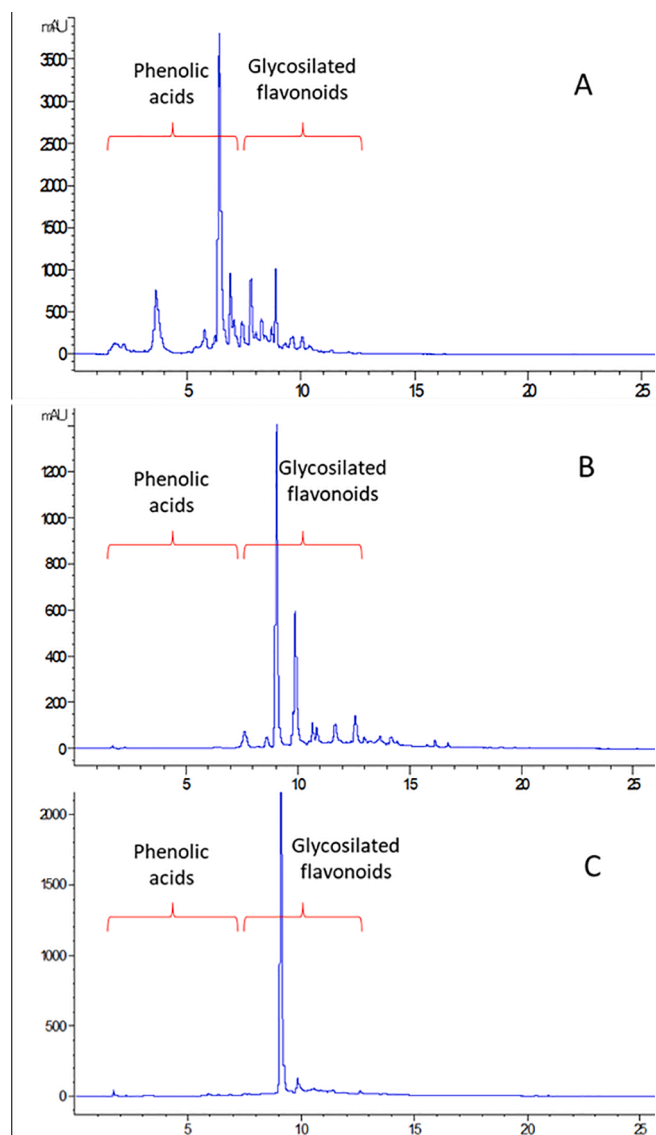 mAU
Phenolic
acids
Glycosilated
flavonoids
A
3500
3000
2500
2000
1500
1000
500
0
5 10 15 20 25
mAU
Phenolic
acids
Glycosilated
flavonoids
B
1200
1000
800
600
400
200
0
5 10 15 20 25
Phenolic
acids
Glycosilated
flavonoids
C
2000
1500
1000
500
0
5 10 15 20 25